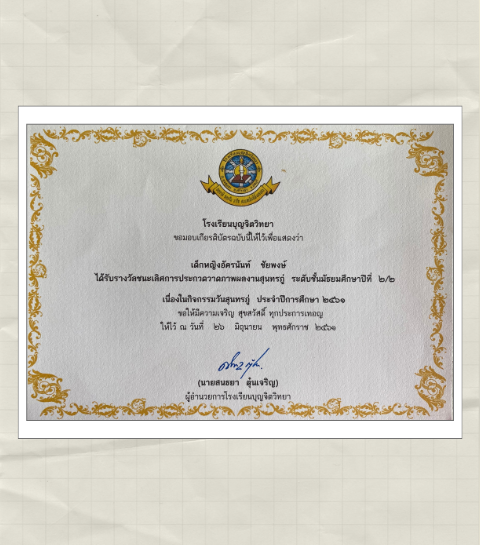 โรงเรียนบุญจิตวิทยา
ขอมอบเกียรติบัตรฉบับนี้ให้ไว้เพื่อแสดงว่า
เด็กหญิงอัครนันท์ ชัยพงษ์
ได้รับรางวัลชนะเลิศการประกวดวาดภาพผลงานสุนทรภู่ ระดับชั้นมัธยมศึกษาปีที่ ๒/๒
เนื่องในกิจกรรมวันสุนทรภู่ ประจำปีการศึกษา ๒๕๖๑
ขอให้มีความเจริญ สุขสวัสดิ์ ทุกประการเทอญ
ให้ไว้ ณ วันที่ ๒๖ มิถุนายน พุทธศักราช ๒๕๖๑
(นายสนธยา ตุ้นเจริญ)
ผู้อำนวยการโรงเรียนบุญจิตวิทยา